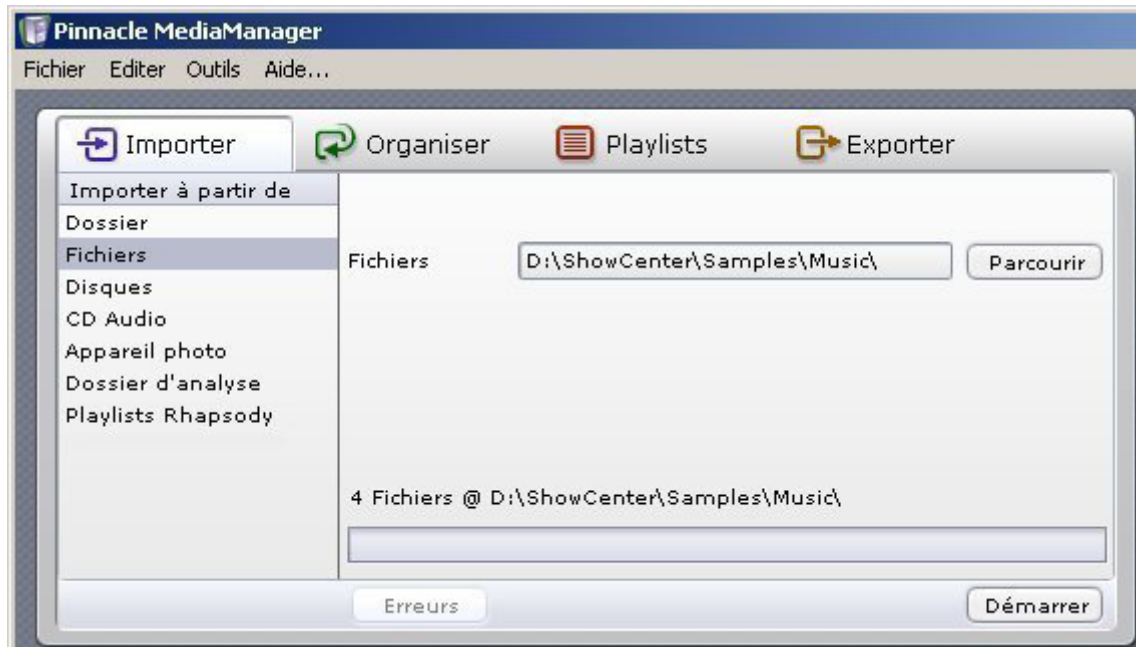 Pinnacle MediaManager
Fichier Editer Outils Aide...
Importer Organiser Playlists Exporter
Importer à partir de
Dossier
Fichiers
Disques
CD Audio
Appareil photo
Dossier d'analyse
Playlists Rhapsody
Fichiers D:\ShowCenter\Samples\Music\ Parcourir
4 Fichiers @ D:\ShowCenter\Samples\Music\
Erreurs Démarrer